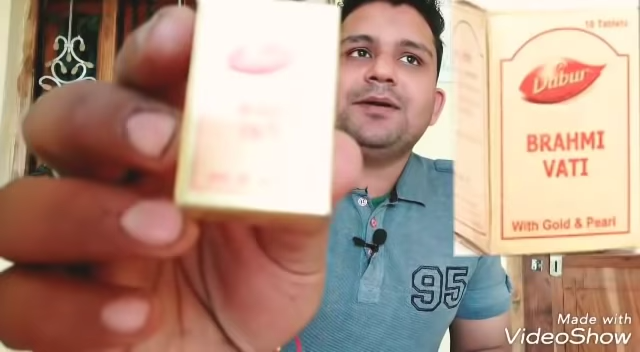 10 Tablets
Dabur
BRAHMI
VATI
With Gold & Pearl
95
Made with
VideoShow